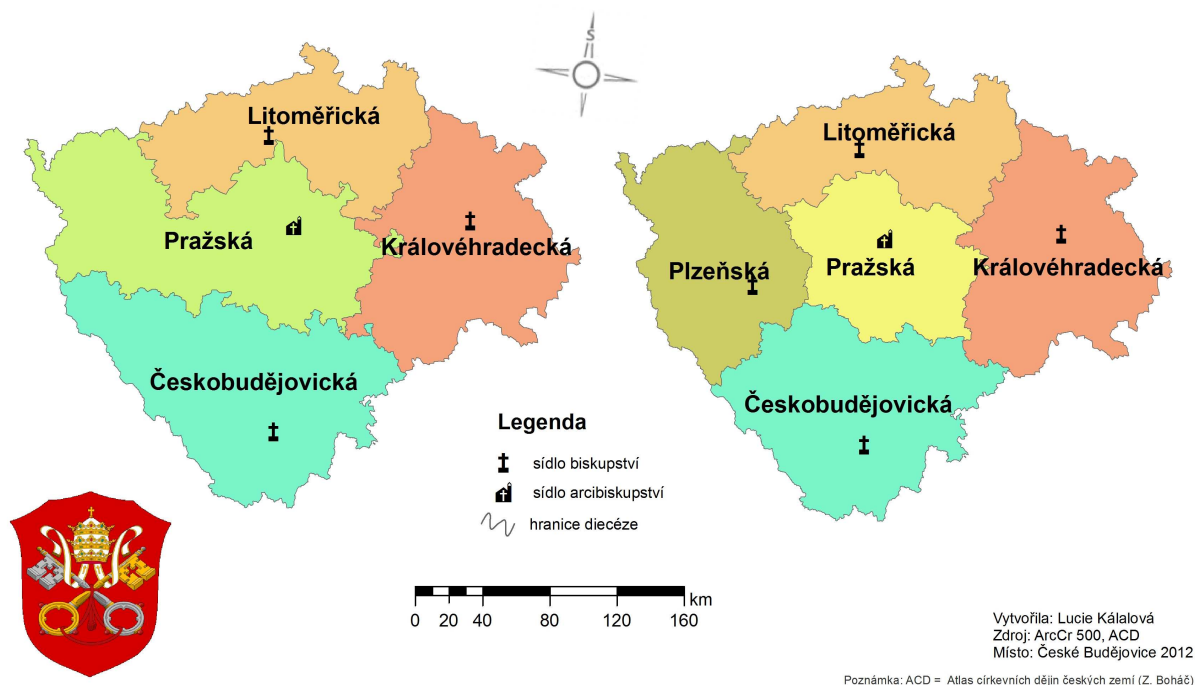 S
Litoměřická
Pražská
Královéhradecká
Českobudějovická
Litoměřická
Plzeňská
Pražská
Královéhradecká
Českobudějovická
Legenda
sídlo biskupství
sídlo arcibiskupství
hranice diecéze
0 20 40 80 120 160 km
Vytvořila: Lucie Kálalová
Zdroj: ArcCr 500, ACD
Místo: České Budějovice 2012
Poznámka: ACD = Atlas církevních dějin českých zemí (Z. Boháč)